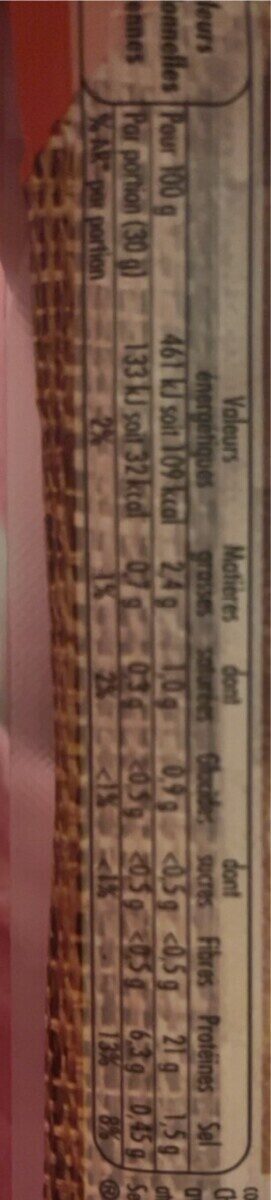 leurs
onnelles
ennes
Valeurs énergétiques Matières grasses dont saturées Glucides dont sucres Fibres Protéines Sel
Pour 100 g 461 kJ soit 109 kcal 2,4 g 1,0 g 0,9 g <0,5 g <0,5 g 21 g 1,5 g
Par portion (30 g) 133 kJ soit 32 kcal 0,7 g 0,3 g <0,5 g <0,5 g <0,5 g 6,3 g 0,45 g
% AR* par portion 2% 1% 2% <1% <1% 13% 8%